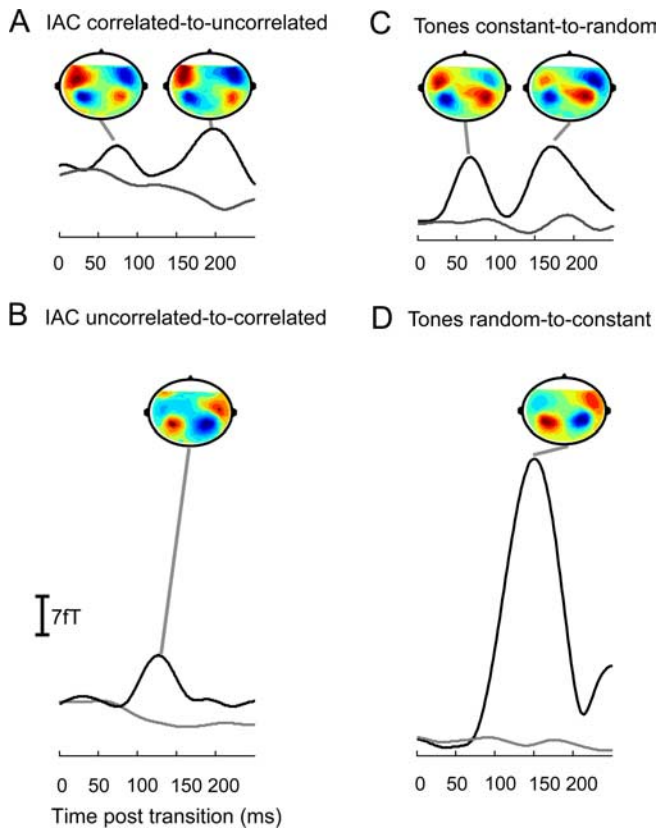 A IAC correlated-to-uncorrelated
0 50 100 150 200
C Tones constant-to-random
0 50 100 150 200
B IAC uncorrelated-to-correlated
7fT
0 50 100 150 200
Time post transition (ms)
D Tones random-to-constant
0 50 100 150 200